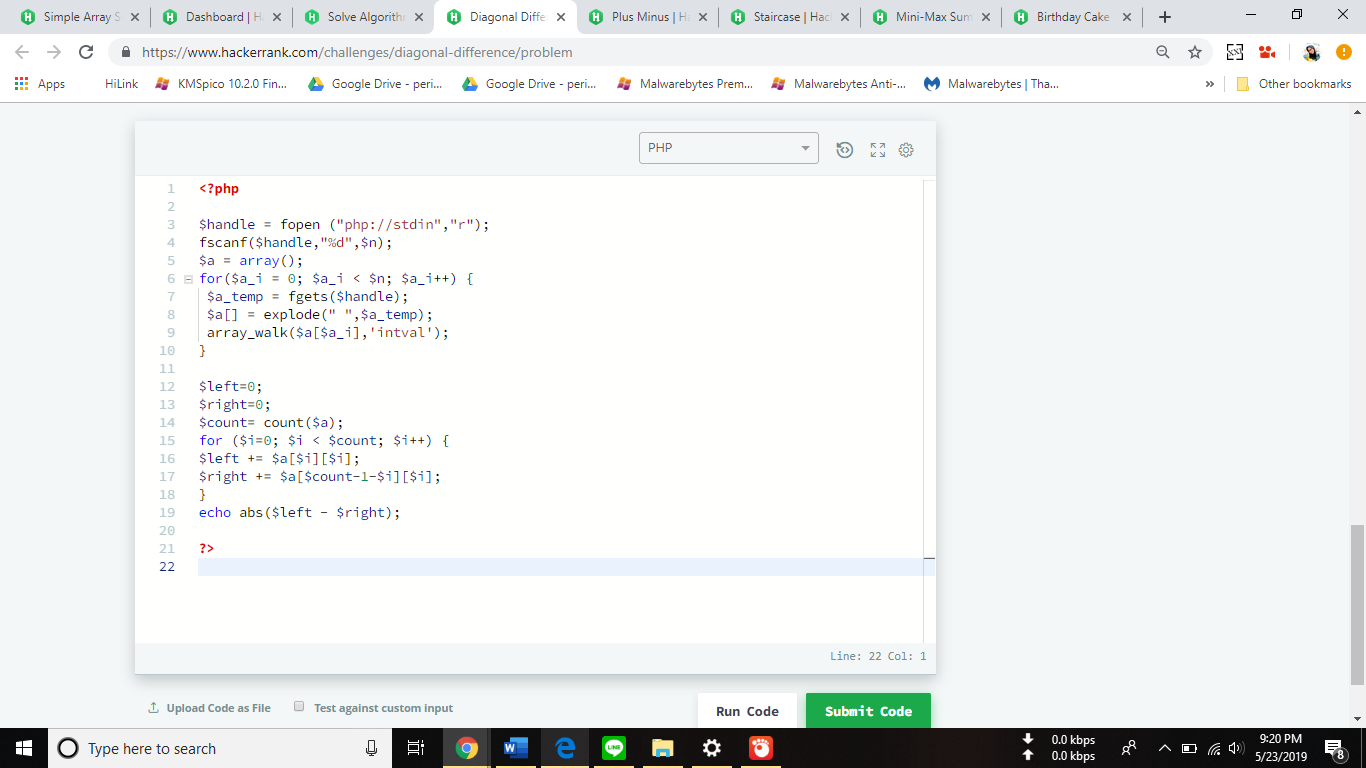 Simple Array S
Dashboard | H
Solve Algorith
Diagonal Diffe
Plus Minus | H
Staircase | Hac
Mini-Max Sum
Birthday Cake
https://www.hackerrank.com/challenges/diagonal-difference/problem
Apps HiLink KMSpico 10.2.0 Fin... Google Drive - peri... Google Drive - peri... Malwarebytes Prem... Malwarebytes Anti-... Malwarebytes | Tha... » Other bookmarks
PHP
1 <?php
2
3 $handle = fopen ("php://stdin","r");
4 fscanf($handle,"%d",$n);
5 $a = array();
6 for($a_i = 0; $a_i < $n; $a_i++) {
7 $a_temp = fgets($handle);
8 $a[] = explode(" ",$a_temp);
9 array_walk($a[$a_i],'intval');
10 }
11
12 $left=0;
13 $right=0;
14 $count= count($a);
15 for ($i=0; $i < $count; $i++) {
16 $left += $a[$i][$i];
17 $right += $a[$count-1-$i][$i];
18 }
19 echo abs($left - $right);
20
21 ?>
22
Line: 22 Col: 1
Upload Code as File Test against custom input Run Code Submit Code
Type here to search
LINE
0.0 kbps
0.0 kbps
9:20 PM
5/23/2019
8